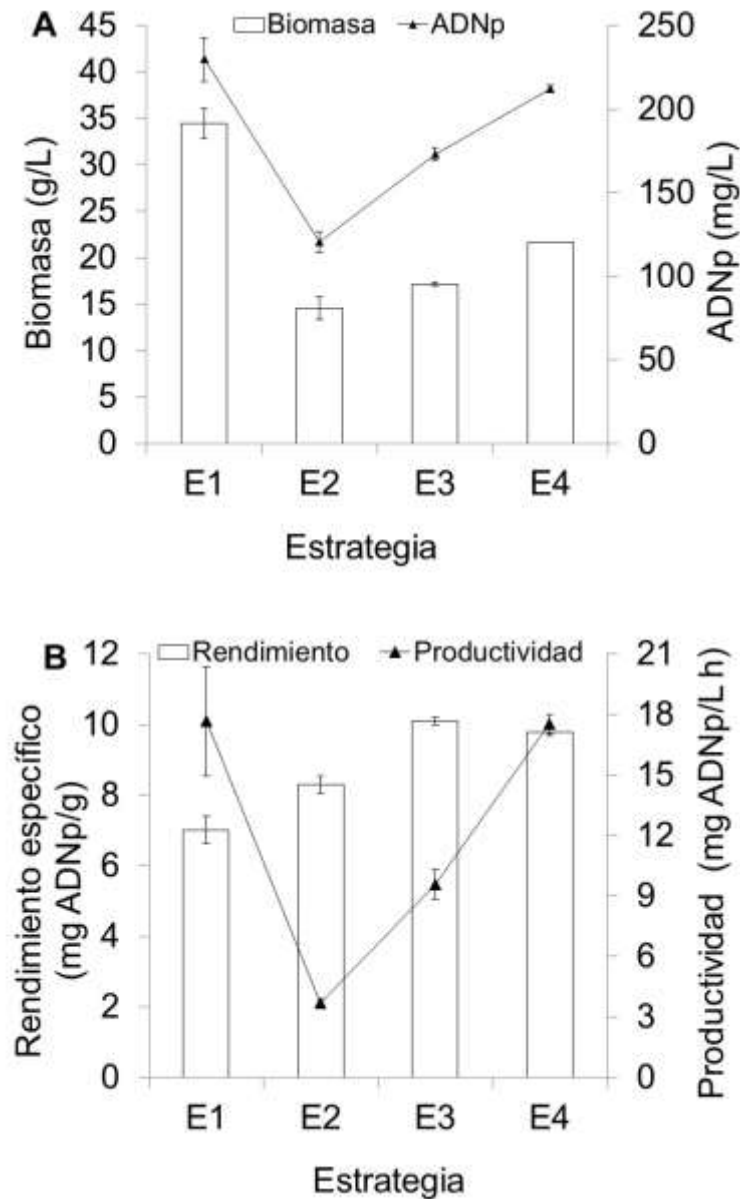 A
Biomasa ADNp
Biomasa (g/L)
45
40
35
30
25
20
15
10
5
0
250
200
150
100
50
0
ADNp (mg/L)
E1 E2 E3 E4
Estrategia
B
Rendimiento Productividad
Rendimiento específico
(mg ADNp/g)
12
10
8
6
4
2
0
21
18
15
12
9
6
3
0
Productividad (mg ADNp/L h)
E1 E2 E3 E4
Estrategia